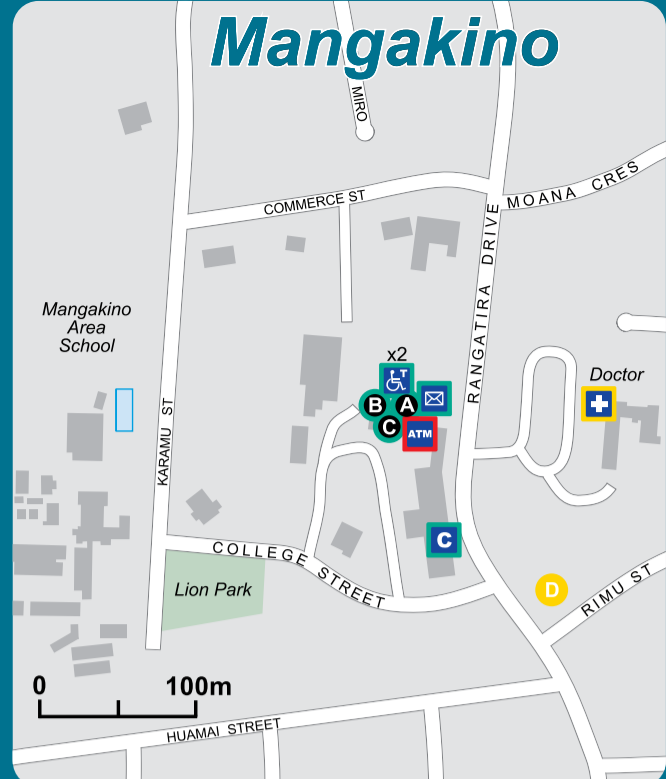 Mangakino
MIRO
COMMERCE ST
MOANA CRES
RANGATIRA DRIVE
Mangakino
Area
School
x2
T
Doctor
B
A
C
ATM
KARAMU ST
C
COLLEGE STREET
Lion Park
D
RIMU ST
0
100m
HUAMAI STREET